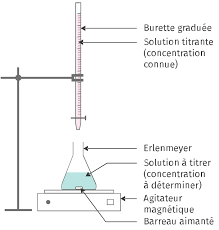 Burette graduée
Solution titrante
(concentration
connue)
Erlenmeyer
Solution à titrer
(concentration
à déterminer)
Agitateur
magnétique
Barreau aimanté